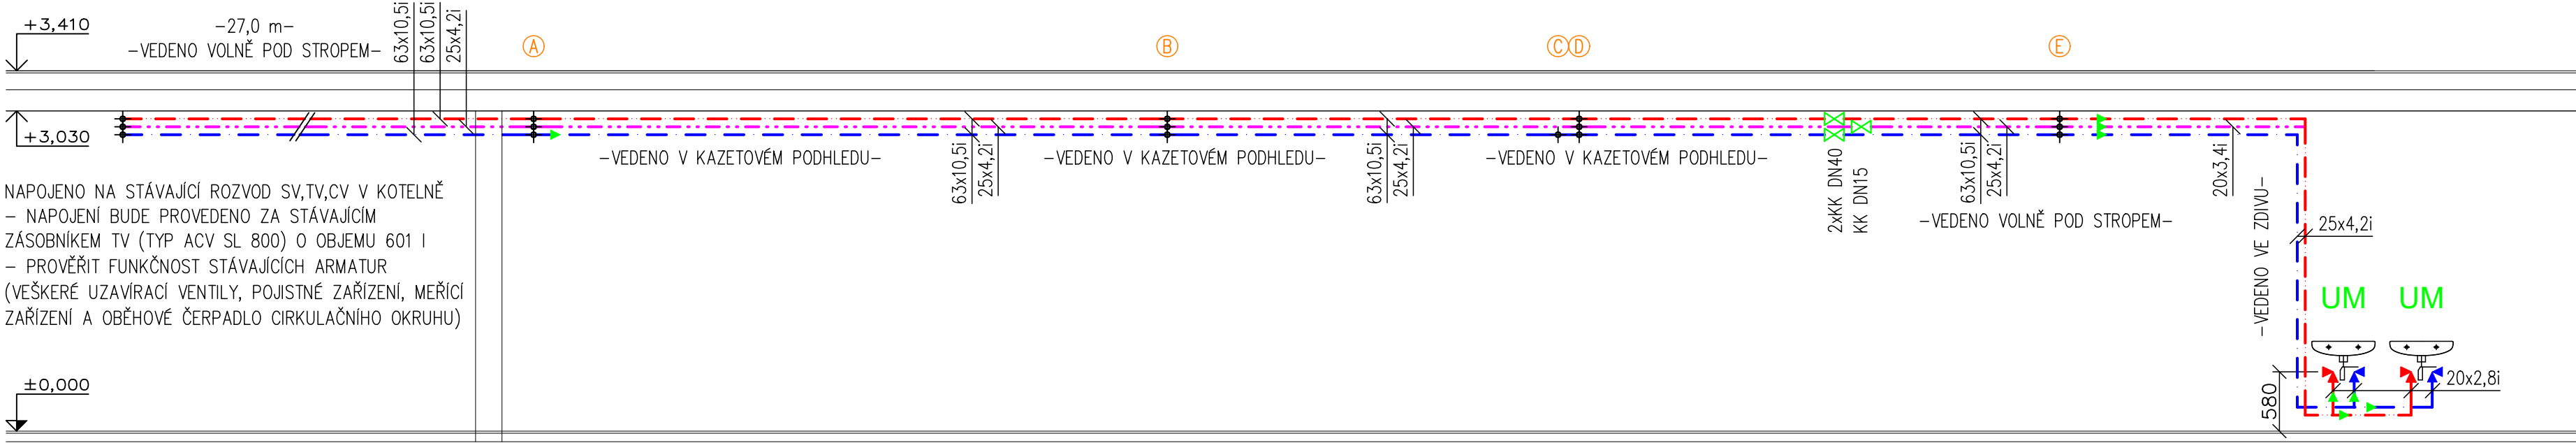 +3,410
-27,0 m-
-VEDENO VOLNĚ POD STROPEM-
63x10,5i
63x10,5i
25x4,2i
A
B
C
D
E
+3,030
-VEDENO V KAZETOVÉM PODHLEDU-
63x10,5i
25x4,2i
-VEDENO V KAZETOVÉM PODHLEDU-
63x10,5i
25x4,2i
-VEDENO V KAZETOVÉM PODHLEDU-
2xKK DN40
KK DN15
63x10,5i
25x4,2i
-VEDENO VOLNĚ POD STROPEM-
20x3,4i
-VEDENO VE ZDIVU-
25x4,2i
NAPOJENO NA STÁVAJÍCÍ ROZVOD SV,TV,CV V KOTELNĚ
- NAPOJENÍ BUDE PROVEDENO ZA STÁVAJÍCÍM
ZÁSOBNÍKEM TV (TYP ACV SL 800) O OBJEMU 601 l
- PROVĚŘIT FUNKČNOST STÁVAJÍCÍCH ARMATUR
(VEŠKERÉ UZAVÍRACÍ VENTILY, POJISTNÉ ZAŘÍZENÍ, MEŘÍCÍ
ZAŘÍZENÍ A OBĚHOVÉ ČERPADLO CIRKULAČNÍHO OKRUHU)
UM
UM
±0,000
580
20x2,8i